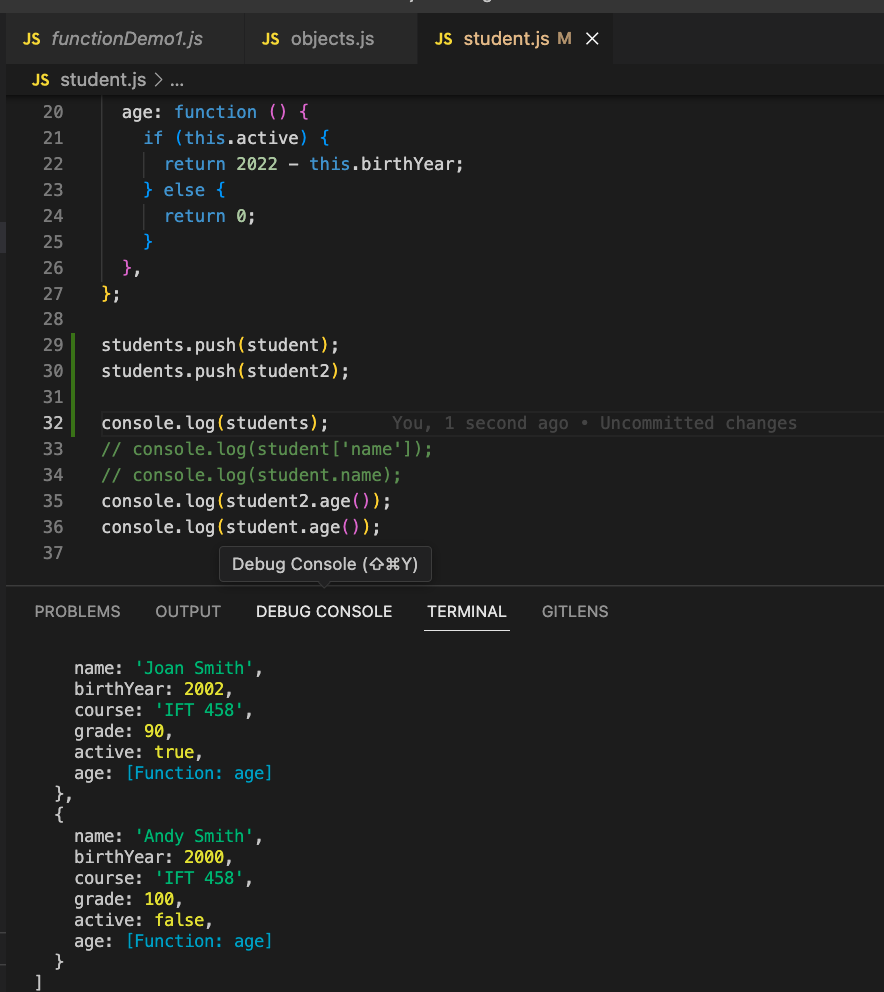 JS functionDemo1.js JS objects.js JS student.js M ×
JS student.js > ...
20 age: function () {
21 if (this.active) {
22 return 2022 - this.birthYear;
23 } else {
24 return 0;
25 }
26 },
27 };
28
29 students.push(student);
30 students.push(student2);
31
32 console.log(students); You, 1 second ago • Uncommitted changes
33 // console.log(student['name']);
34 // console.log(student.name);
35 console.log(student2.age());
36 console.log(student.age());
37
Debug Console (⇧⌘Y)
PROBLEMS OUTPUT DEBUG CONSOLE TERMINAL GITLENS
name: 'Joan Smith',
birthYear: 2002,
course: 'IFT 458',
grade: 90,
active: true,
age: [Function: age]
},
{
name: 'Andy Smith',
birthYear: 2000,
course: 'IFT 458',
grade: 100,
active: false,
age: [Function: age]
}
]